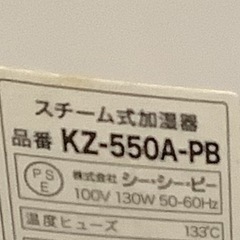 スチーム式加湿器
品番 KZ-550A-PB
PSE
株式会社 シー・シー・ピー
100V 130W 50-60Hz
温度ヒューズ 133℃